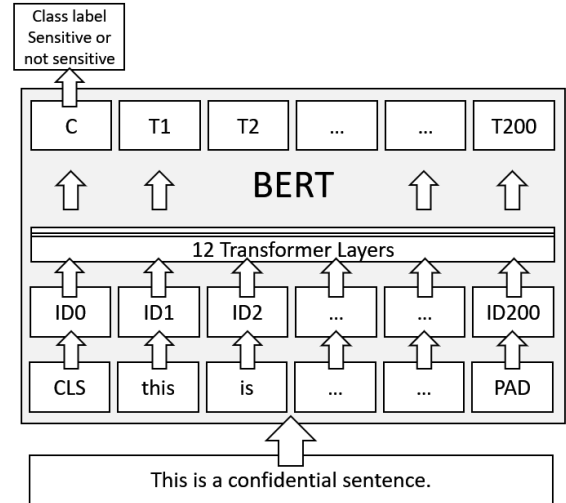 Class label
Sensitive or
not sensitive
C T1 T2 ... ... T200
BERT
12 Transformer Layers
ID0 ID1 ID2 ... ... ID200
CLS this is ... ... PAD
This is a confidential sentence.